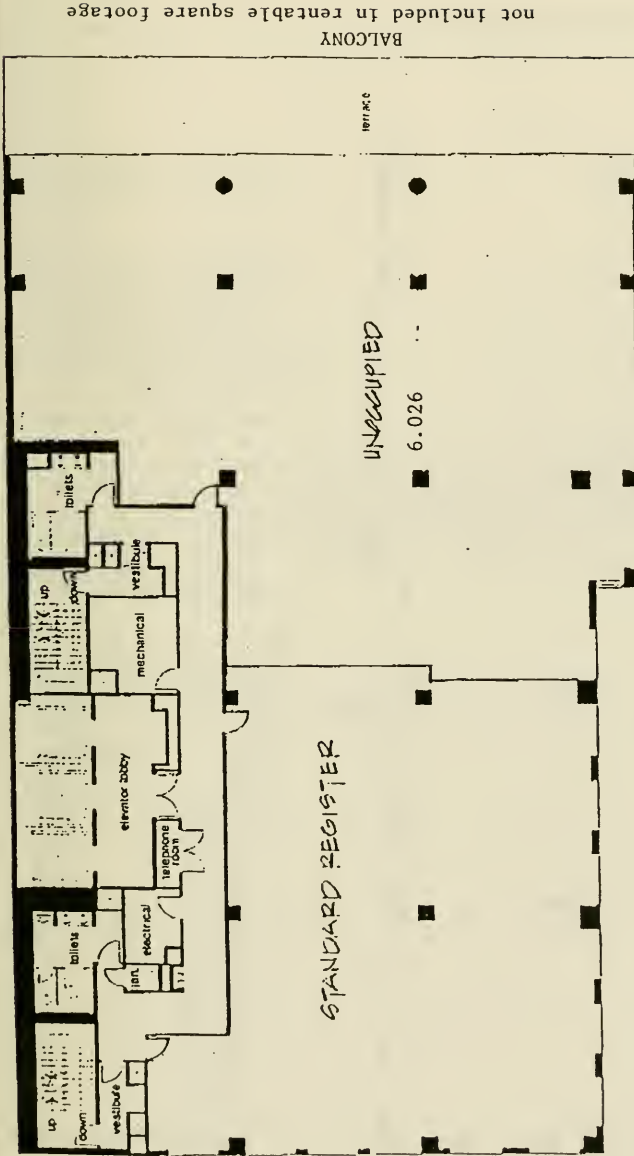 BALCONY
not included in rentable square footage
terrace
UNOCCUPIED
6.026
toilets
up
down
vestibule
mechanical
elevator lobby
telephone
room
STANDARD REGISTER
electrical
toilets
jan.
up
down
vestibule